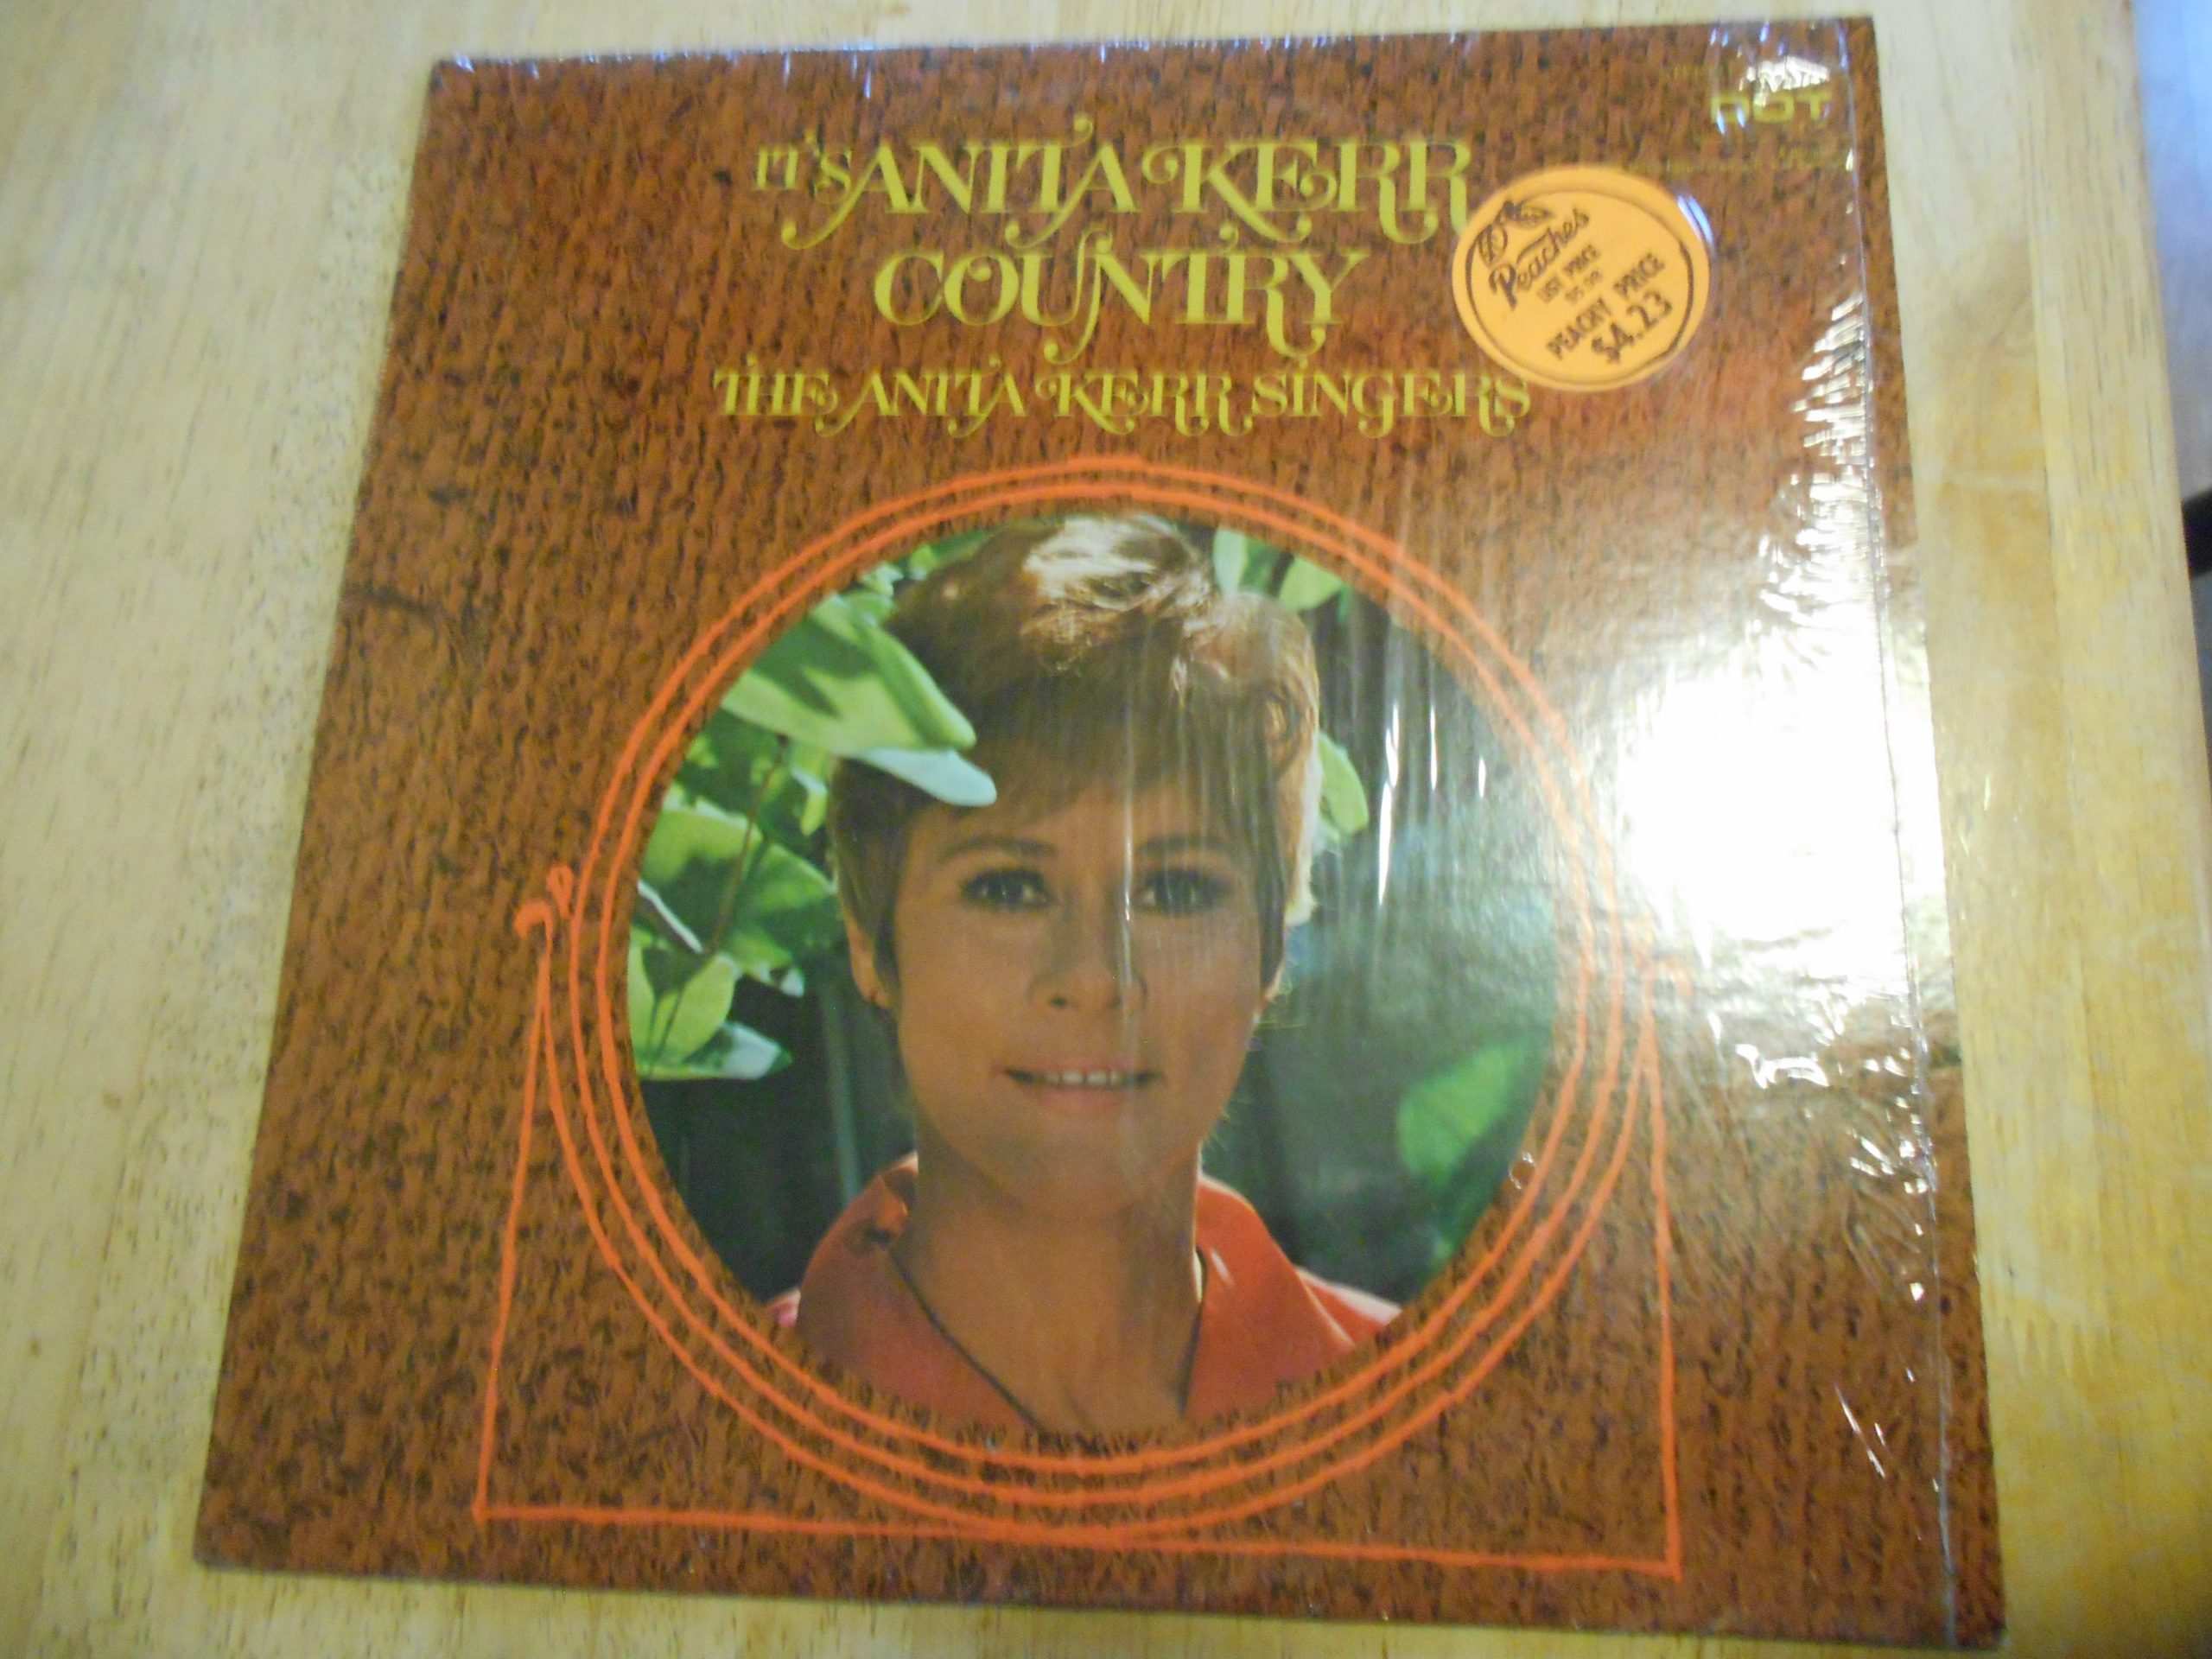 DOT
IT'S ANITA KERR
COUNTRY
THE ANITA KERR SINGERS
Peaches
LIST PRICE
PEACHY PRICE
$4.23